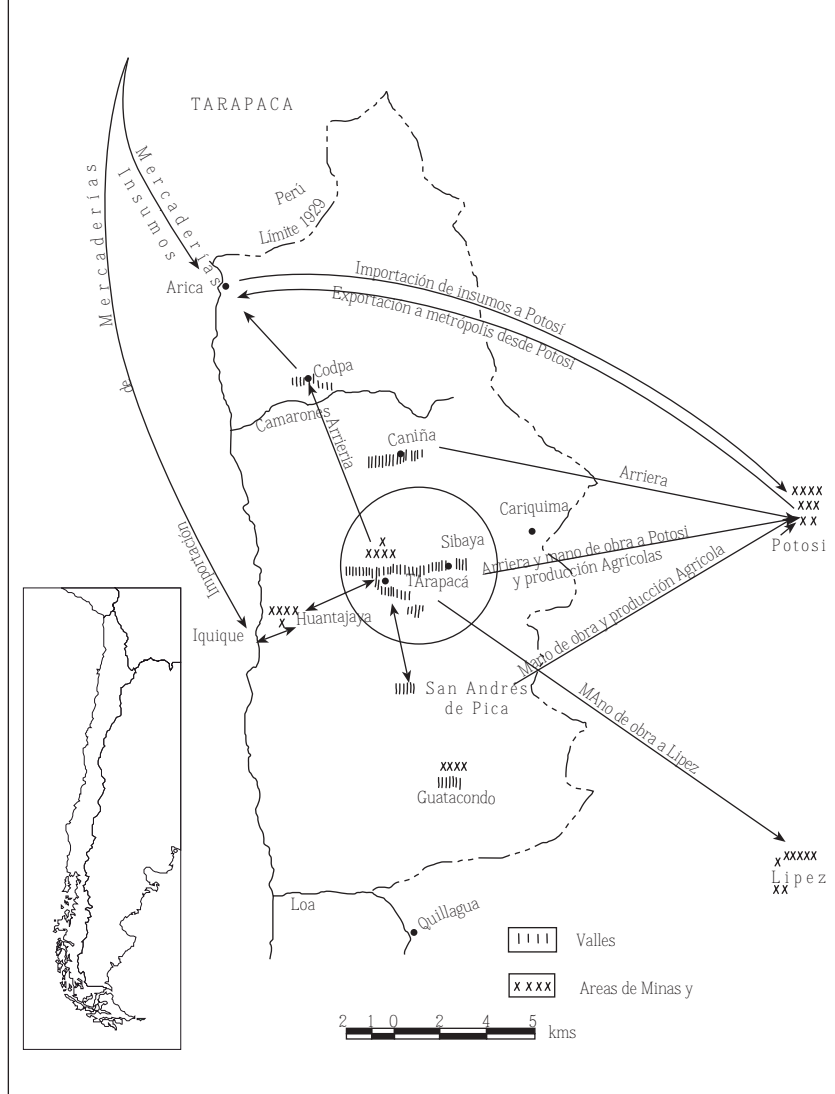 TARAPACA
Mercaderías
Insumos
Mercaderías
de
Importación
Perú
Límite 1929
Arica
Importación de insumos a Potosí
Exportación a metrópolis desde Potosí
Codpa
Camarones
Arriería
Caniña
Arriera
Cariquima
Sibaya
TArapacá
Arriera y mano de obra a Potosi
y producción Agrícolas
Potosi
Mano de obra y producción Agrícola
Huantajaya
Iquique
San Andrés
de Pica
MAno de obra a Lipez
Guatacondo
Lipez
Loa
Quillagua
Valles
Areas de Minas y
2 1 0 2 4 5
kms